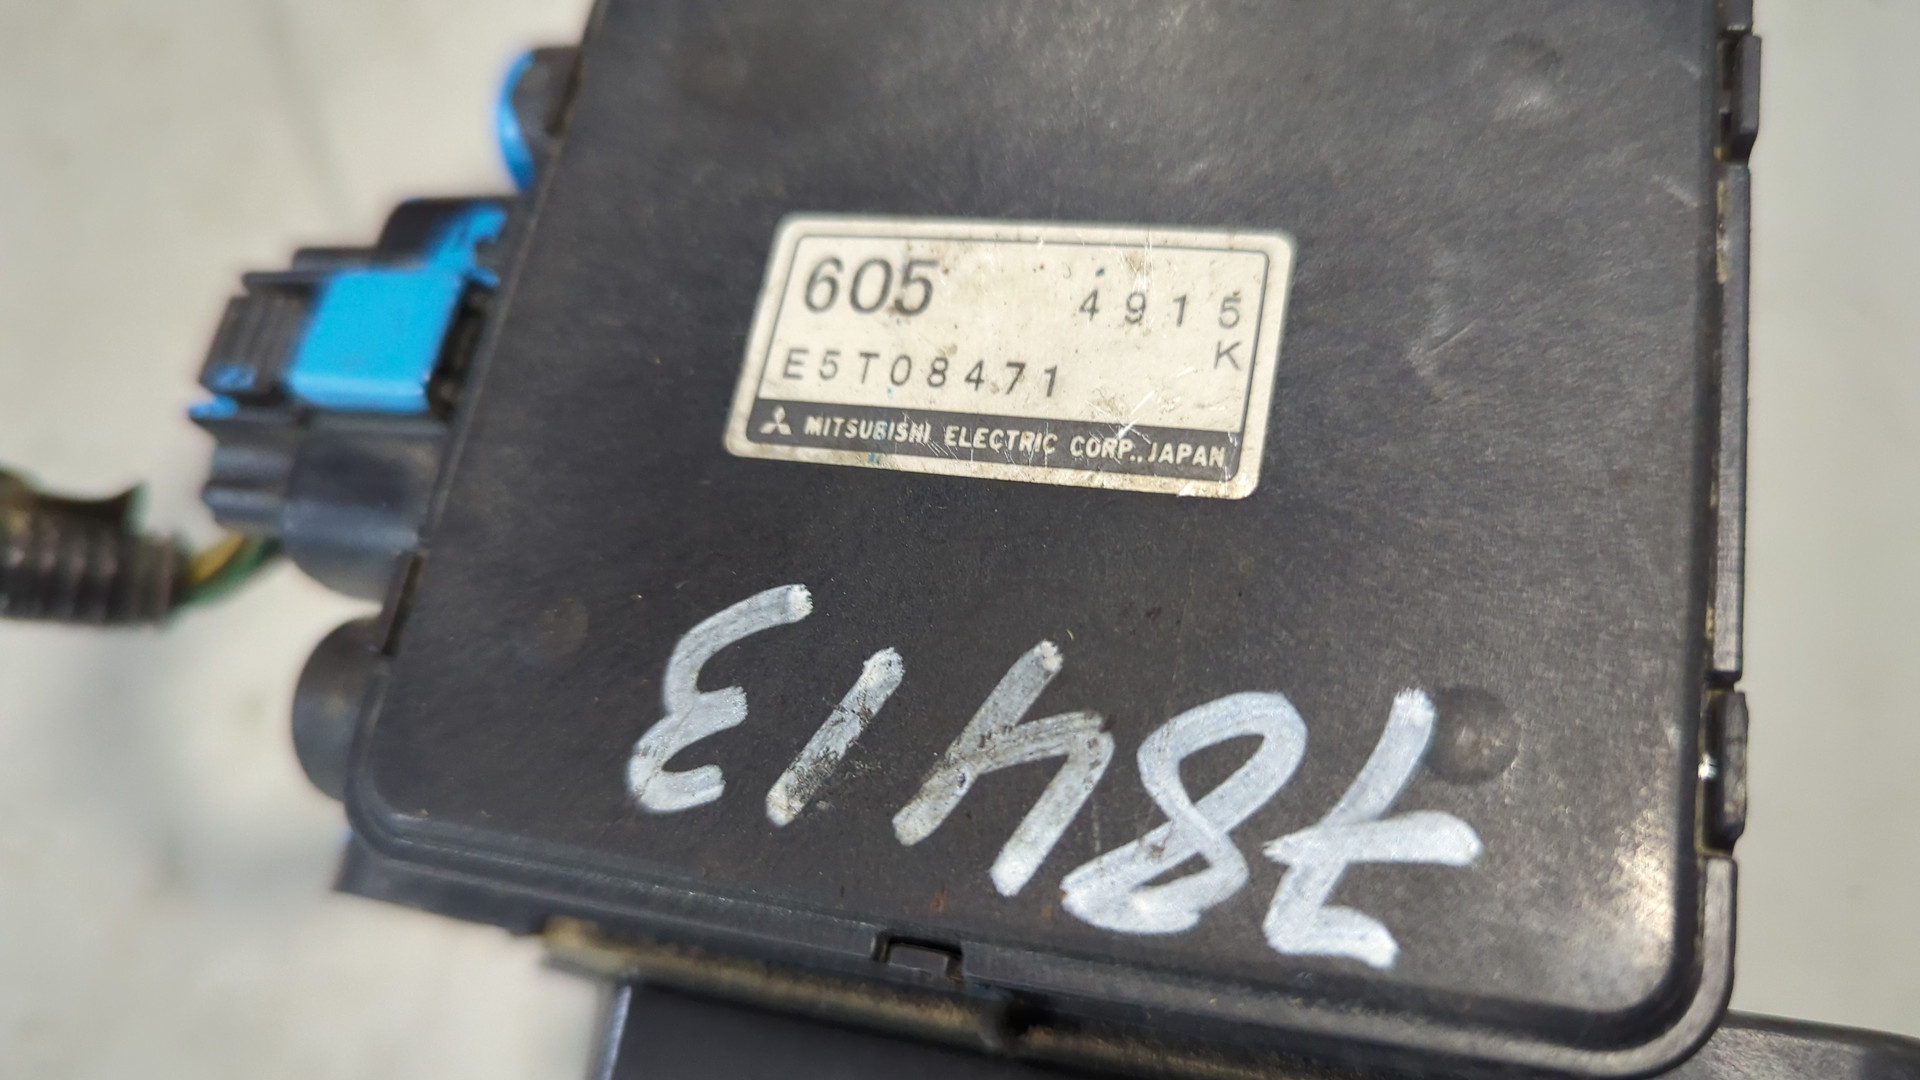 605 4915
K
E5T08471
MITSUBISHI ELECTRIC CORP., JAPAN
78413